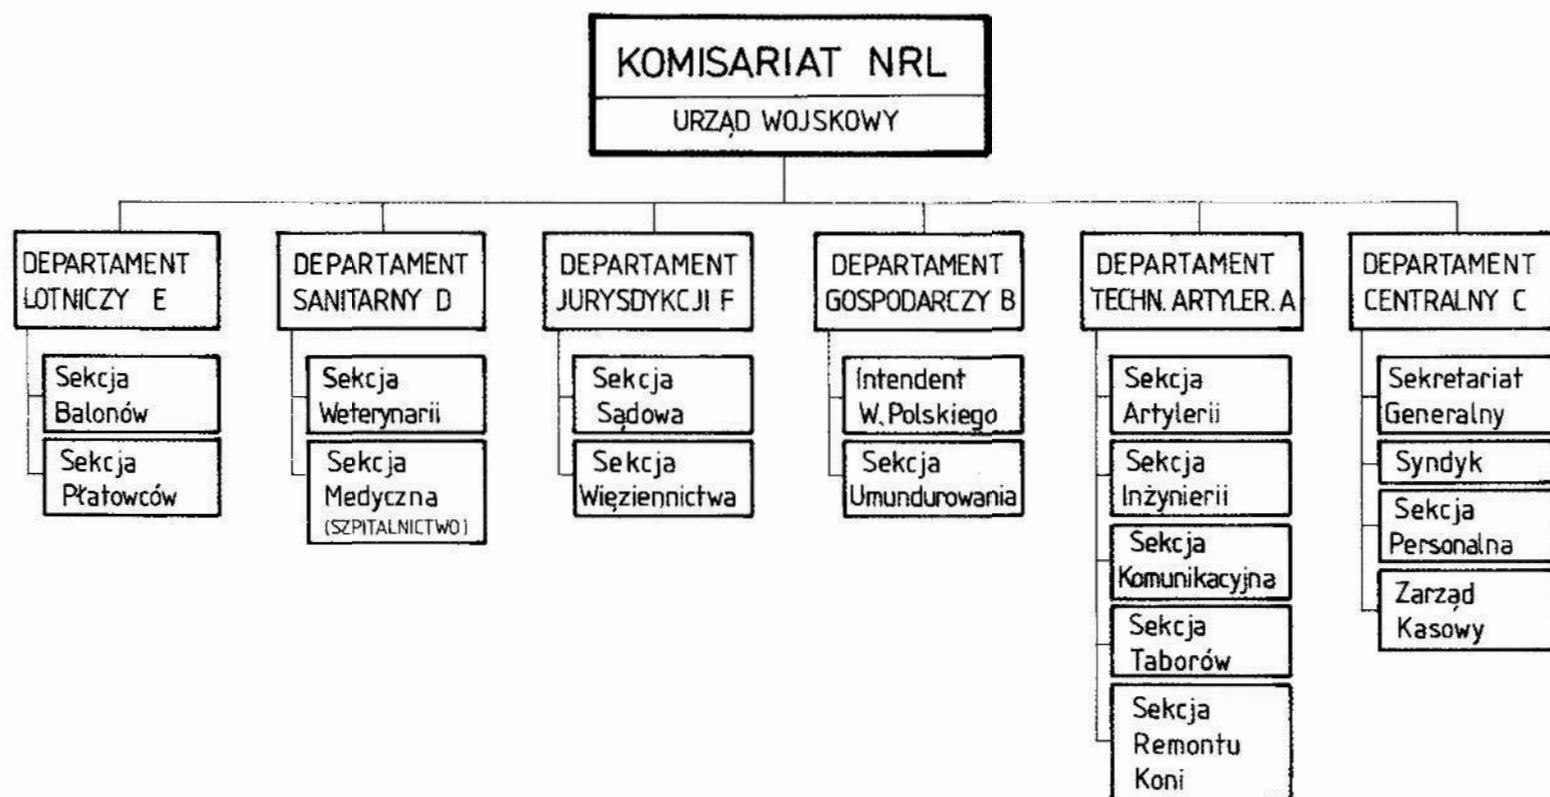 KOMISARIAT NRL
URZĄD WOJSKOWY
DEPARTAMENT
LOTNICZY E
Sekcja
Balonów
Sekcja
Płatowców
DEPARTAMENT
SANITARNY D
Sekcja
Weterynarii
Sekcja
Medyczna
(SZPITALNICTWO)
DEPARTAMENT
JURYSDYKCJI F
Sekcja
Sądowa
Sekcja
Więziennictwa
DEPARTAMENT
GOSPODARCZY B
Intendent
W. Polskiego
Sekcja
Umundurowania
DEPARTAMENT
TECHN. ARTYLER. A
Sekcja
Artylerii
Sekcja
Inżynierii
Sekcja
Komunikacyjna
Sekcja
Taborów
Sekcja
Remontu
Koni
DEPARTAMENT
CENTRALNY C
Sekretariat
Generalny
Syndyk
Sekcja
Personalna
Zarząd
Kasowy